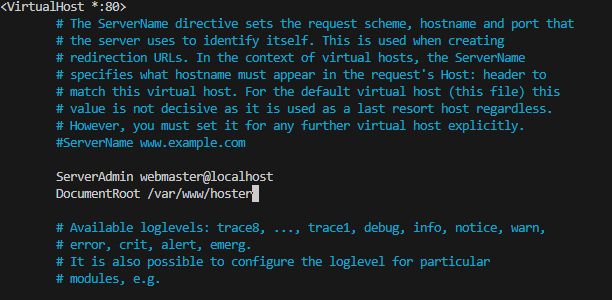 <VirtualHost *:80>
# The ServerName directive sets the request scheme, hostname and port that
# the server uses to identify itself. This is used when creating
# redirection URLs. In the context of virtual hosts, the ServerName
# specifies what hostname must appear in the request's Host: header to
# match this virtual host. For the default virtual host (this file) this
# value is not decisive as it is used as a last resort host regardless.
# However, you must set it for any further virtual host explicitly.
#ServerName www.example.com
ServerAdmin webmaster@localhost
DocumentRoot /var/www/hoster
# Available loglevels: trace8, ..., trace1, debug, info, notice, warn,
# error, crit, alert, emerg.
# It is also possible to configure the loglevel for particular
# modules, e.g.